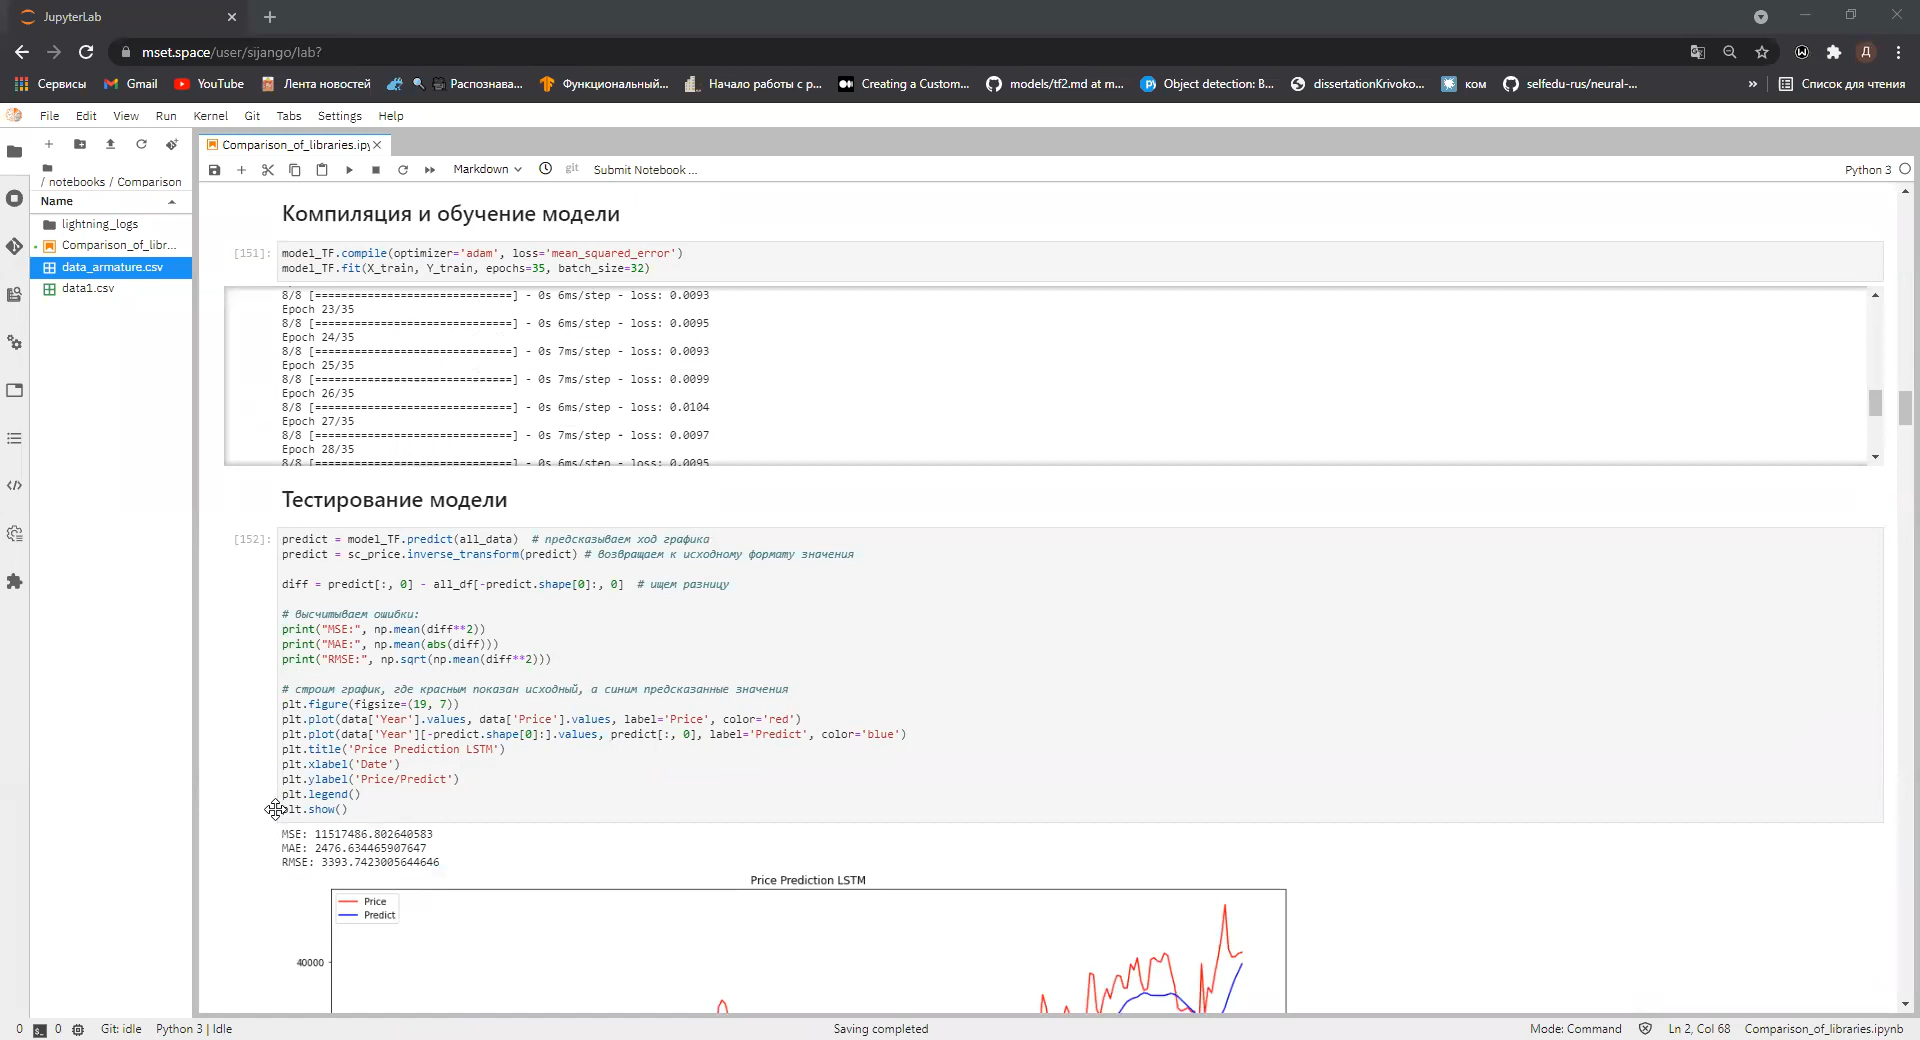 JupyterLab
mset.space/user/sijango/lab?
Сервисы Gmail YouTube Лента новостей Распознава... Функциональный... Начало работы с р... Creating a Custom... models/tf2.md at m... Object detection: B... dissertationKrivoko... ком selfedu-rus/neural-... » Список для чтения
File Edit View Run Kernel Git Tabs Settings Help
Comparison_of_libraries.ipy
Markdown git Submit Notebook ... Python 3
/ notebooks / Comparison
Name
lightning_logs
Comparison_of_libr...
data_armature.csv
data1.csv
Компиляция и обучение модели
[151]: model_TF.compile(optimizer='adam', loss='mean_squared_error')
model_TF.fit(X_train, Y_train, epochs=35, batch_size=32)
8/8 [==============================] - 0s 6ms/step - loss: 0.0093
Epoch 23/35
8/8 [==============================] - 0s 6ms/step - loss: 0.0095
Epoch 24/35
8/8 [==============================] - 0s 7ms/step - loss: 0.0093
Epoch 25/35
8/8 [==============================] - 0s 7ms/step - loss: 0.0099
Epoch 26/35
8/8 [==============================] - 0s 6ms/step - loss: 0.0104
Epoch 27/35
8/8 [==============================] - 0s 7ms/step - loss: 0.0097
Epoch 28/35
8/8 [==============================] - 0s 6ms/step - loss: 0.0095
Тестирование модели
[152]: predict = model_TF.predict(all_data) # предсказываем ход графика
predict = sc_price.inverse_transform(predict) # возвращаем к исходному формату значения
diff = predict[:, 0] - all_df[-predict.shape[0]:, 0] # ищем разницу
# высчитываем ошибки:
print("MSE:", np.mean(diff**2))
print("MAE:", np.mean(abs(diff)))
print("RMSE:", np.sqrt(np.mean(diff**2)))
# строим график, где красным показан исходный, а синим предсказанные значения
plt.figure(figsize=(19, 7))
plt.plot(data['Year'].values, data['Price'].values, label='Price', color='red')
plt.plot(data['Year'][-predict.shape[0]:].values, predict[:, 0], label='Predict', color='blue')
plt.title('Price Prediction LSTM')
plt.xlabel('Date')
plt.ylabel('Price/Predict')
plt.legend()
plt.show()
MSE: 11517486.802640583
MAE: 2476.634465907647
RMSE: 3393.7423005644646
Price Prediction LSTM
Price
Predict
40000
0 0 Git: idle Python 3 | Idle Saving completed Mode: Command Ln 2, Col 68 Comparison_of_libraries.ipynb